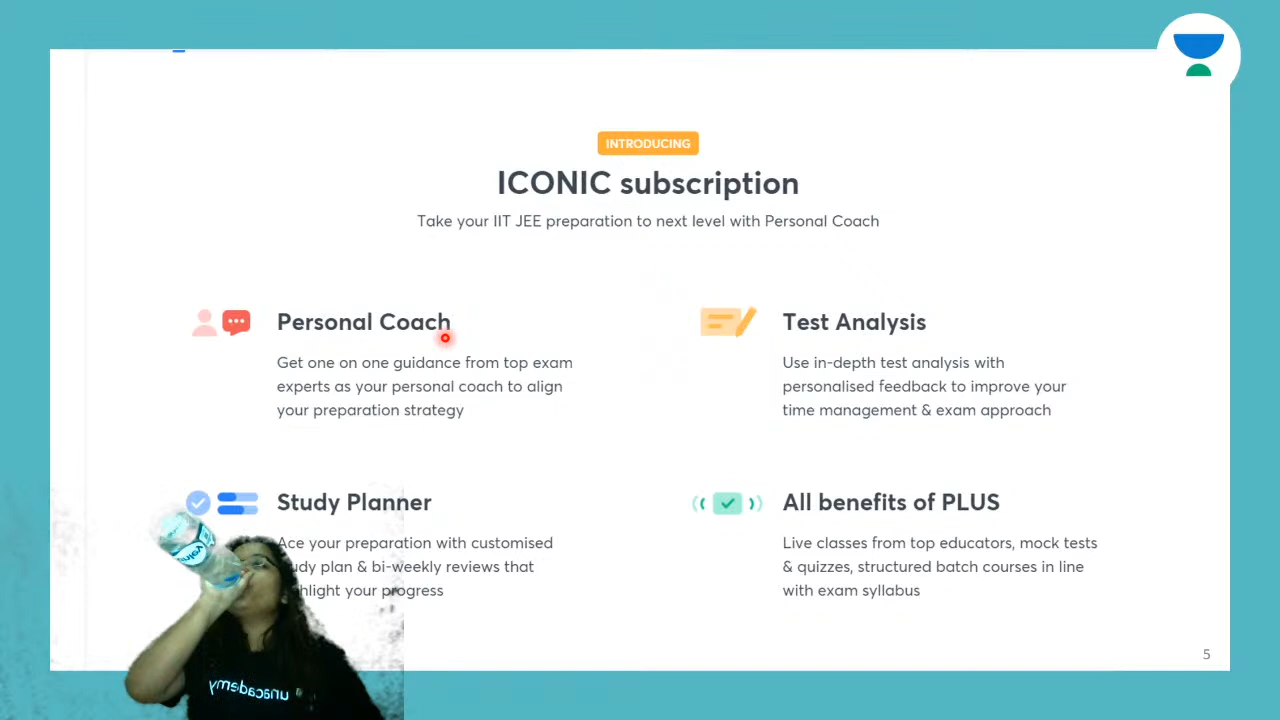 INTRODUCING
ICONIC subscription
Take your IIT JEE preparation to next level with Personal Coach
Personal Coach
Get one on one guidance from top exam
experts as your personal coach to align
your preparation strategy
Test Analysis
Use in-depth test analysis with
personalised feedback to improve your
time management & exam approach
Study Planner
Ace your preparation with customised
plan & bi-weekly reviews that
your progress
All benefits of PLUS
Live classes from top educators, mock tests
& quizzes, structured batch courses in line
with exam syllabus
unacademy
5